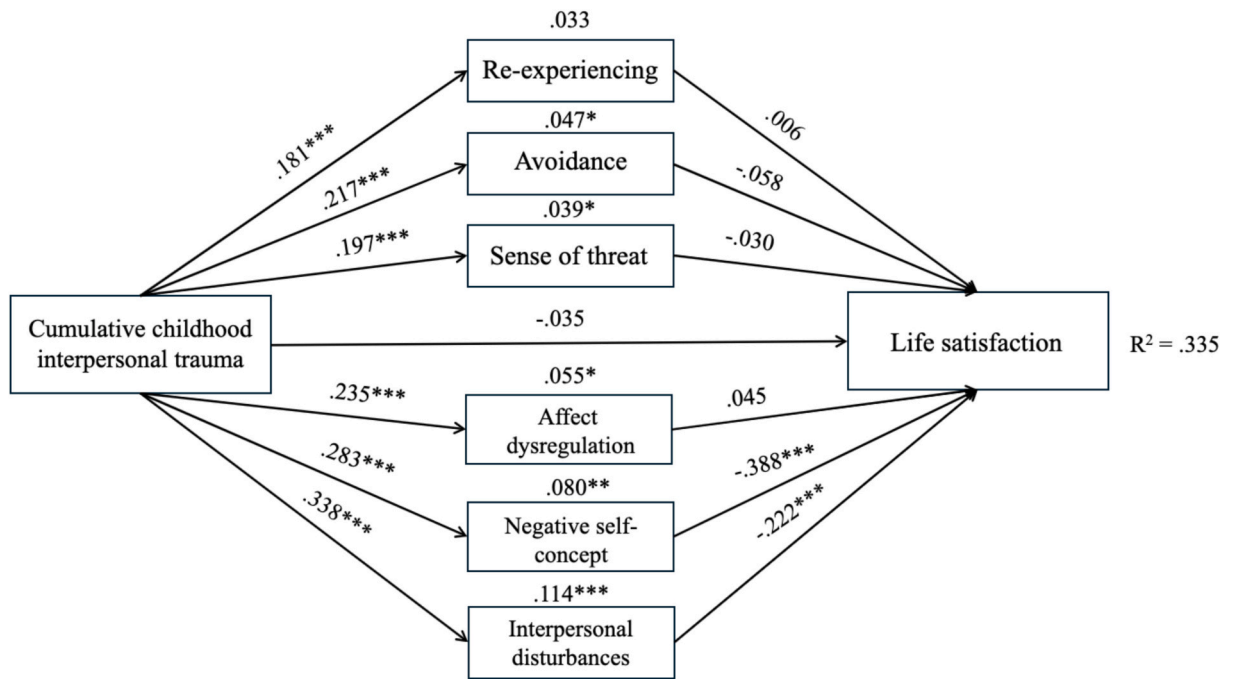 .033
Re-experiencing
.181***
.006
.047*
Avoidance
.217***
-.058
.039*
Sense of threat
.197***
-.030
Cumulative childhood
interpersonal trauma
-.035
Life satisfaction
R² = .335
.055*
Affect
dysregulation
.235***
.045
.080**
Negative self-
concept
.283***
-.388***
.114***
Interpersonal
disturbances
.338***
-.222***